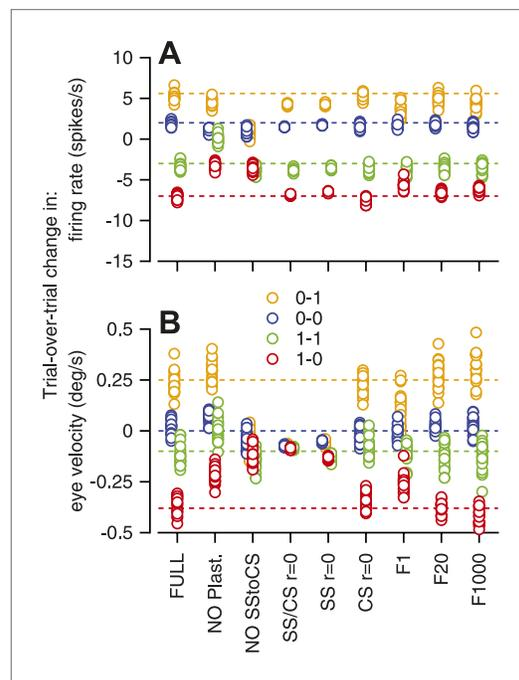 A
10
5
0
-5
-10
-15
Trial-over-trial change in:
firing rate (spikes/s)
B
0-1
0-0
1-1
1-0
0.5
0.25
0
-0.25
-0.5
eye velocity (deg/s)
FULL
NO Plast.
NO SStoCS
SS/CS r=0
SS r=0
CS r=0
F1
F20
F1000